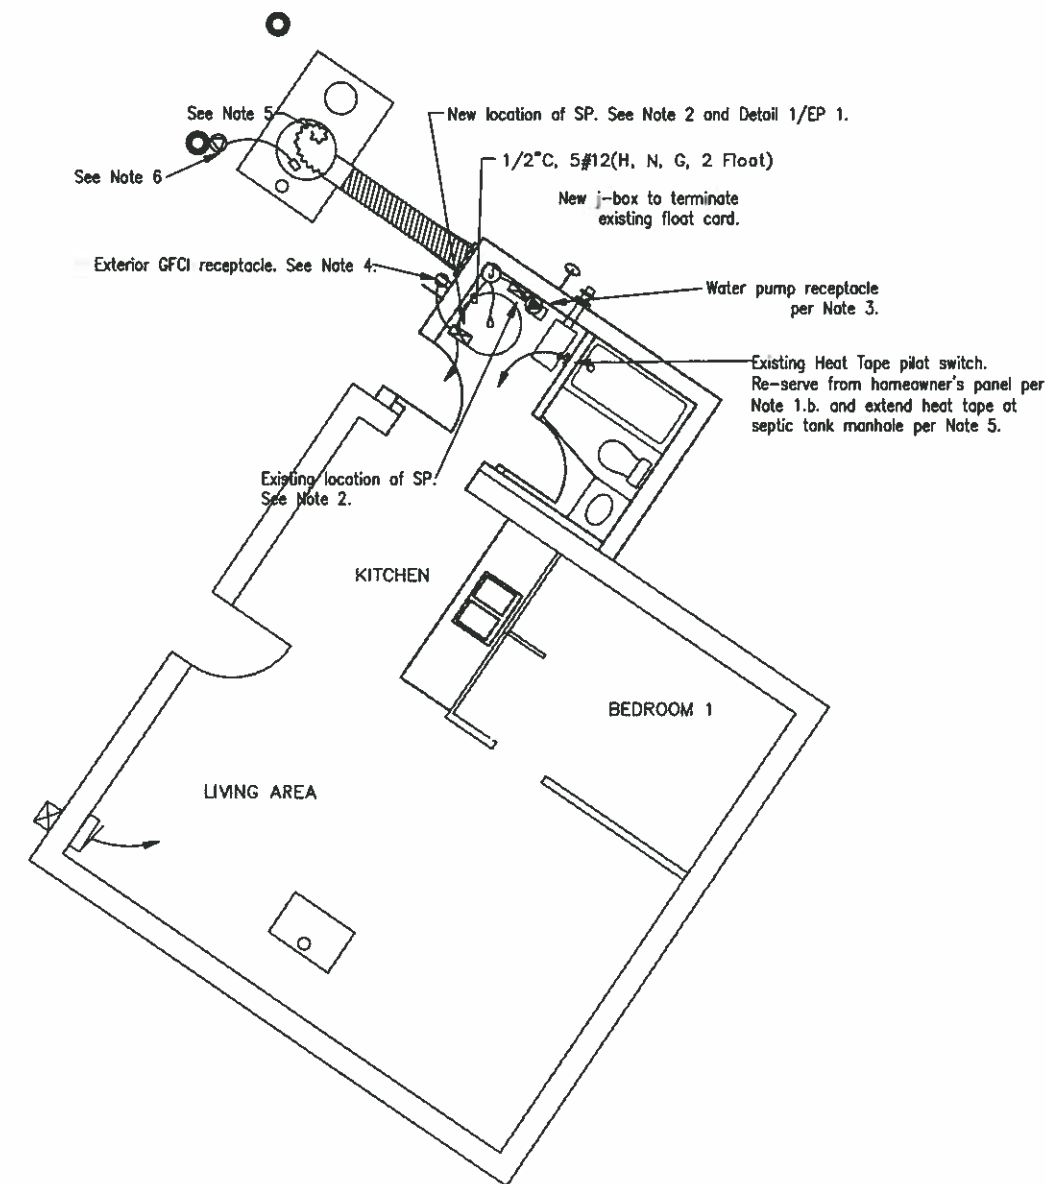 See Note 5
New location of SP. See Note 2 and Detail 1/EP 1.
See Note 6
1/2"C, 5#12(H, N, G, 2 Float)
New j-box to terminate
existing float cord.
Exterior GFCI receptacle. See Note 4.
Water pump receptacle
per Note 3.
Existing Heat Tape pilot switch.
Re-serve from homeowner's panel per
Note 1.b. and extend heat tape at
septic tank manhole per Note 5.
Existing location of SP.
See Note 2.
KITCHEN
BEDROOM 1
LIVING AREA